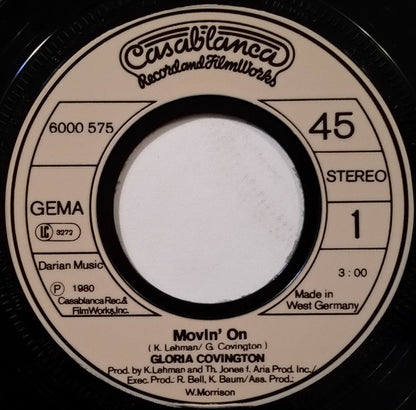 Casablanca
Record and FilmWorks
6000 575
45
STEREO
GEMA
LC 3272
1
Darian Music
℗ 1980
Casablanca Rec.&
FilmWorks,Inc.
3:00
Made in
West Germany
Movin' On
( K. Lehman/ G. Covington )
GLORIA COVINGTON
Prod. by K.Lehman and Th. Jones f. Aria Prod. Inc./
Exec. Prod.: R. Bell, K. Baum/Ass. Prod.:
W.Morrison